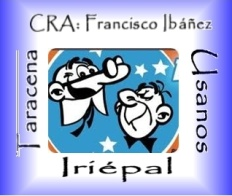 CRA: Francisco Ibáñez
Taracena
Usanos
Iriépal